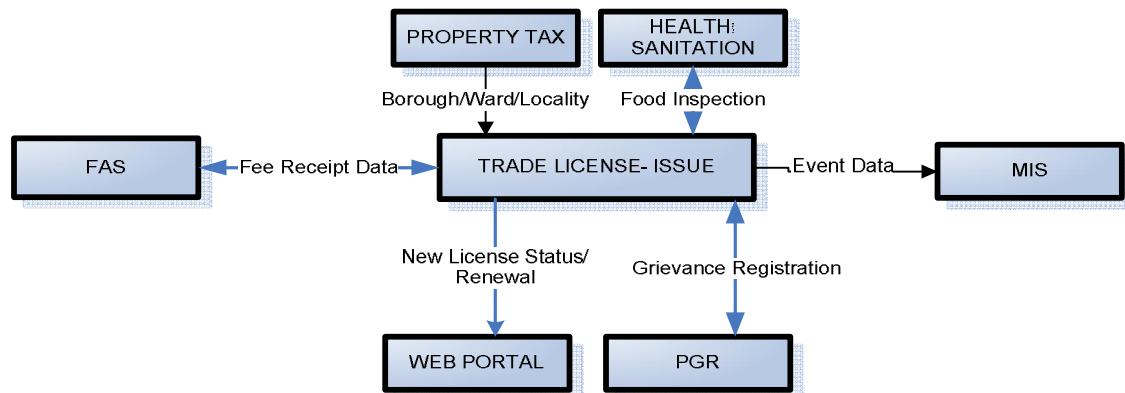 PROPERTY TAX
HEALTH
SANITATION
Borough/Ward/Locality
Food Inspection
FAS
Fee Receipt Data
TRADE LICENSE- ISSUE
Event Data
MIS
New License Status/
Renewal
Grievance Registration
WEB PORTAL
PGR